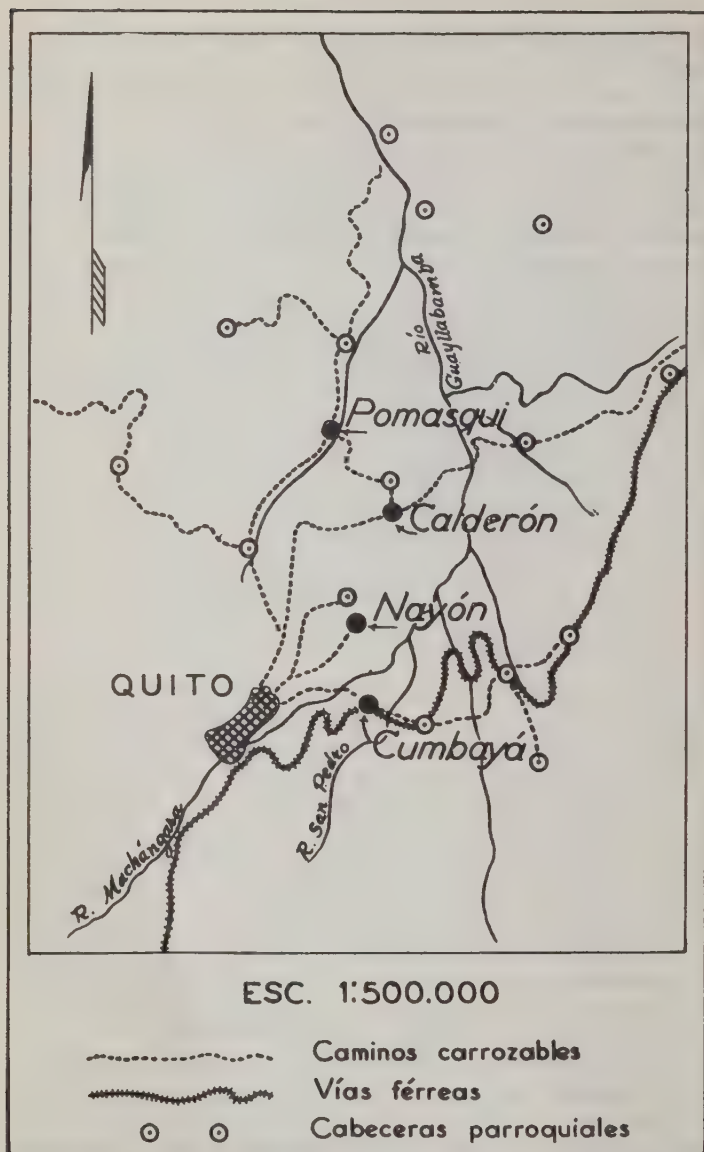 Río
Guayllabamba
Pomasqui
Calderón
Nayón
QUITO
Cumbayá
R. San Pedro
R. Machángara
ESC. 1:500.000
Caminos carrozables
Vías férreas
Cabeceras parroquiales